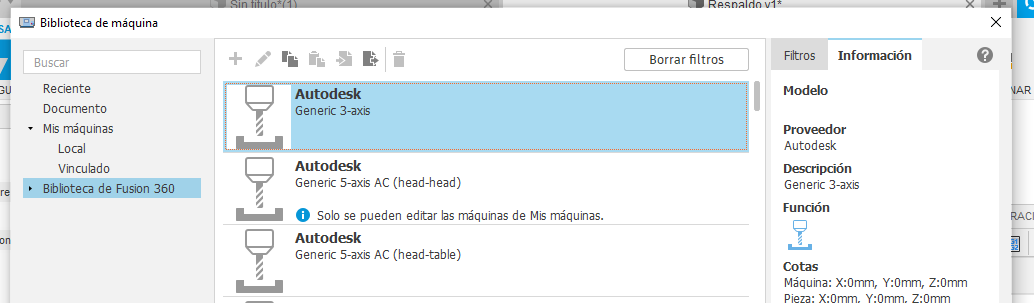 Sin título*(1)
Respaldo v1*
Biblioteca de máquina
Buscar
Reciente
Documento
Mis máquinas
Local
Vinculado
Biblioteca de Fusion 360
Borrar filtros
Autodesk
Generic 3-axis
Autodesk
Generic 5-axis AC (head-head)
Solo se pueden editar las máquinas de Mis máquinas.
Autodesk
Generic 5-axis AC (head-table)
Filtros
Información
Modelo
Proveedor
Autodesk
Descripción
Generic 3-axis
Función
Cotas
Máquina: X:0mm, Y:0mm, Z:0mm
Pieza: X:0mm, Y:0mm, Z:0mm